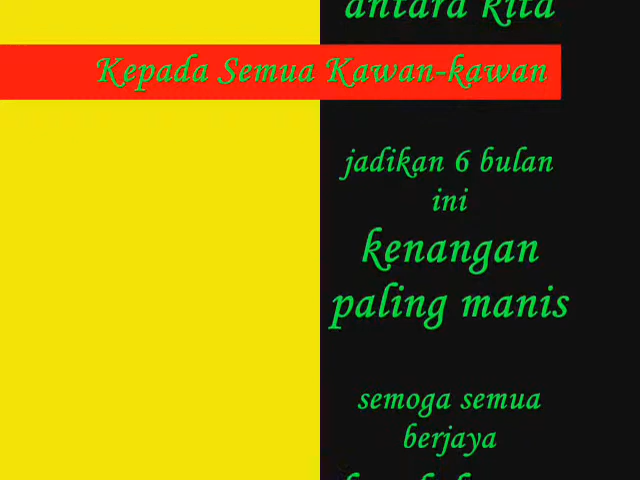 antara kita
Kepada Semua Kawan-kawan
jadikan 6 bulan
ini
kenangan
paling manis
semoga semua
berjaya